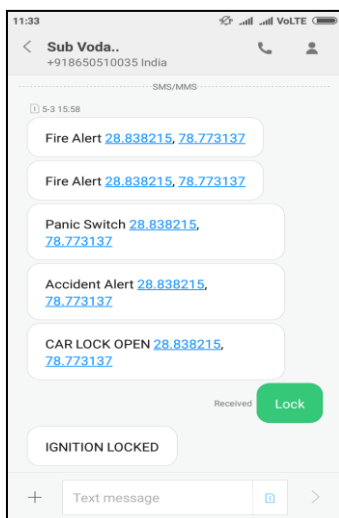 11:33 VoLTE
Sub Voda..
+918650510035 India
SMS/MMS
1 5-3 15:58
Fire Alert 28.838215, 78.773137
Fire Alert 28.838215, 78.773137
Panic Switch 28.838215,
78.773137
Accident Alert 28.838215,
78.773137
CAR LOCK OPEN 28.838215,
78.773137
Received Lock
IGNITION LOCKED
Text message 1